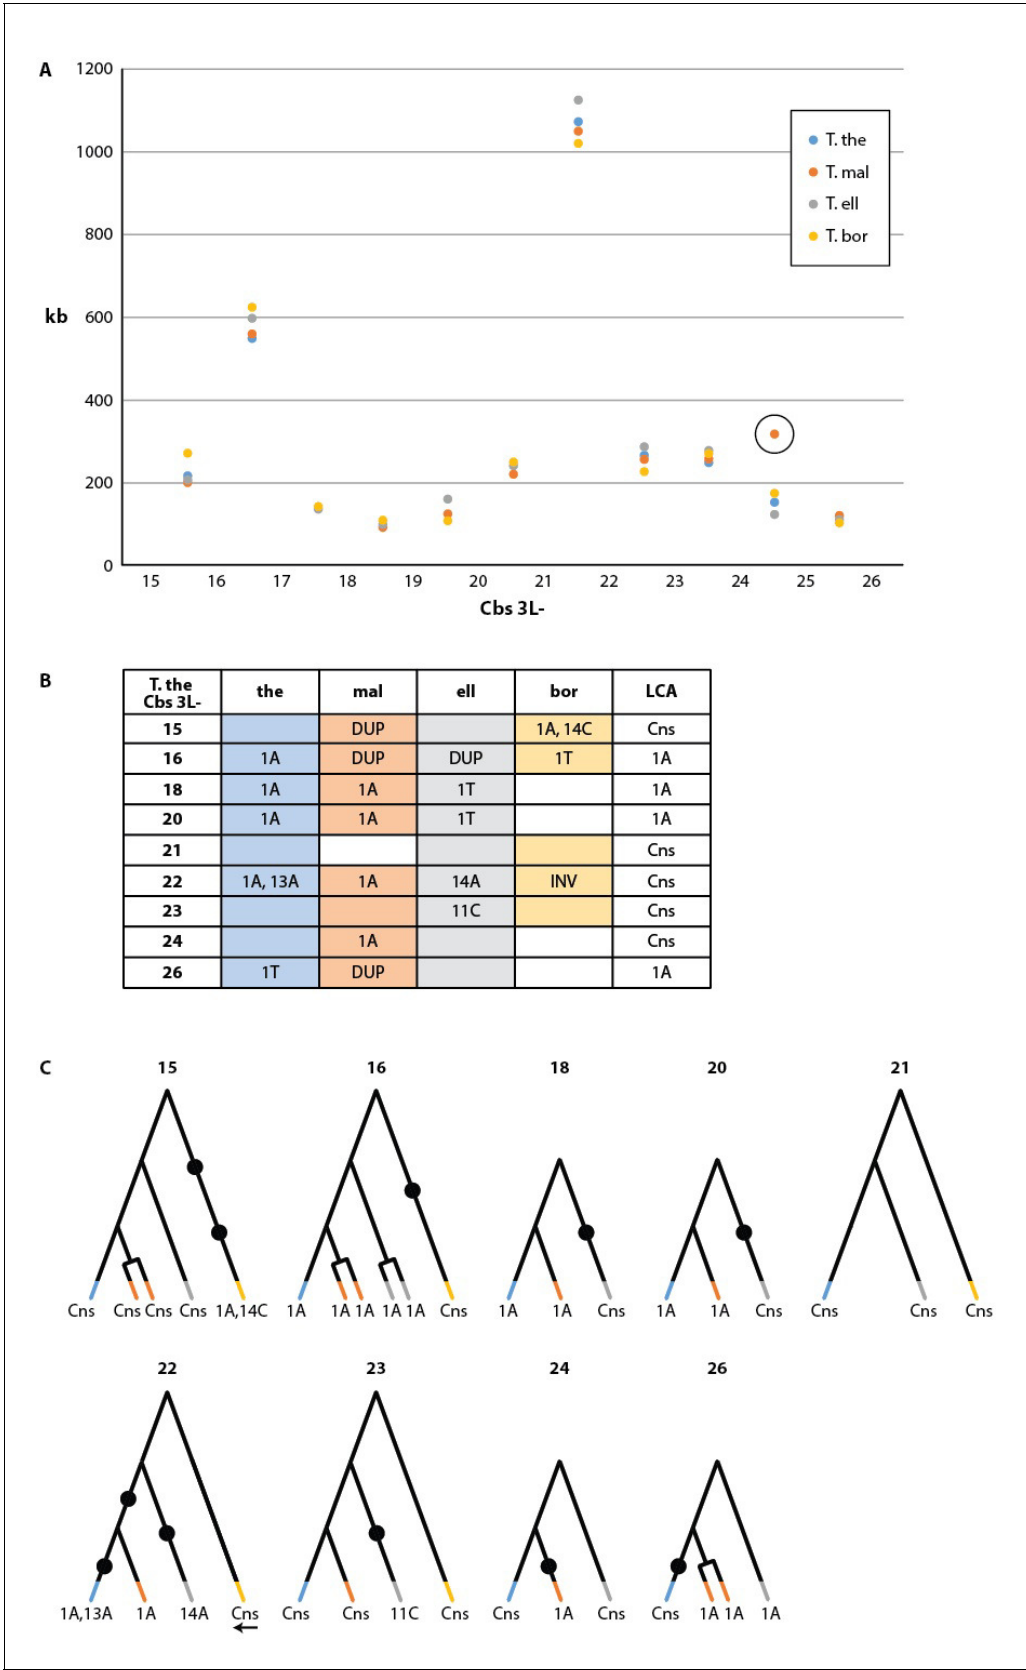 A
1200
1000
800
kb 600
400
200
0
15 16 17 18 19 20 21 22 23 24 25 26
Cbs 3L-
T. the
T. mal
T. ell
T. bor
B
T. the Cbs 3L- the mal ell bor LCA
15 DUP 1A, 14C Cns
16 1A DUP DUP 1T 1A
18 1A 1A 1T 1A
20 1A 1A 1T 1A
21 Cns
22 1A, 13A 1A 14A INV Cns
23 11C Cns
24 1A Cns
26 1T DUP 1A
C
15 16 18 20 21
Cns Cns Cns Cns 1A,14C 1A 1A 1A 1A 1A Cns 1A 1A Cns 1A 1A Cns Cns Cns Cns
22 23 24 26
1A,13A 1A 14A Cns Cns Cns 11C Cns Cns 1A Cns Cns 1A 1A 1A